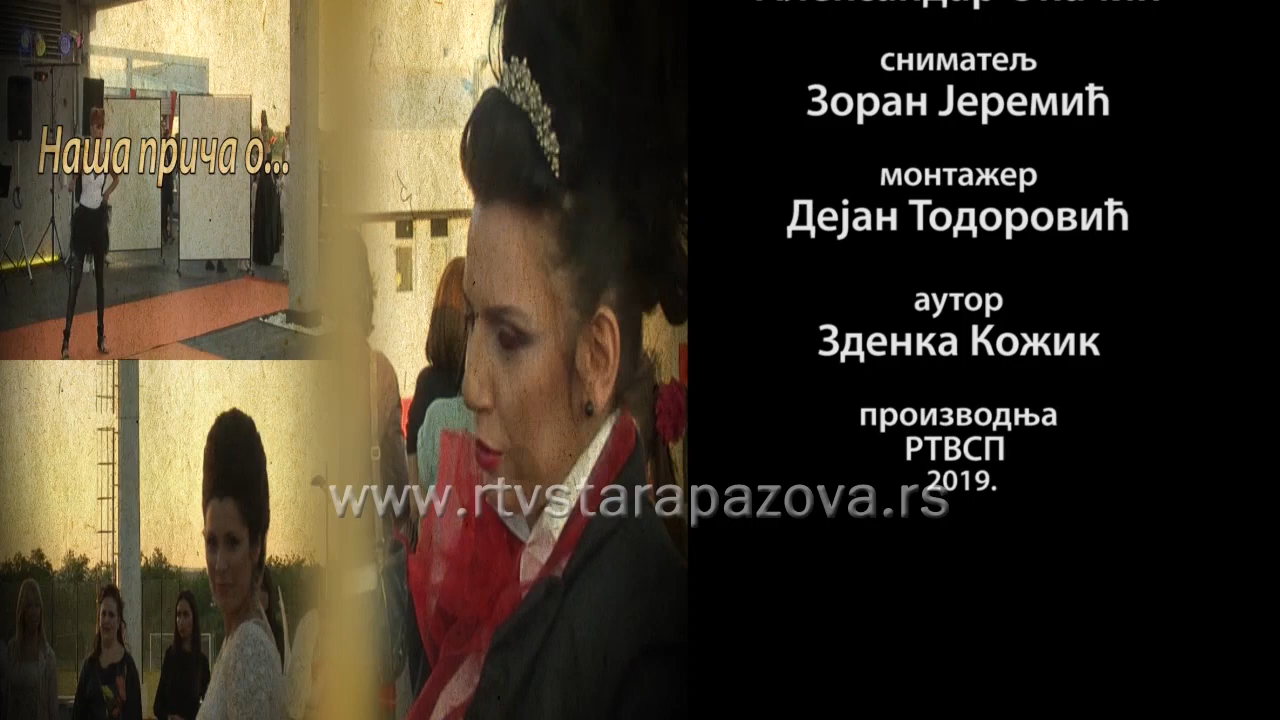 Наша прича о...
сниматељ
Зоран Јеремић
монтажер
Дејан Тодоровић
аутор
Зденка Кожик
производња
РТВСП
2019.
www.rtvstarapazova.rs